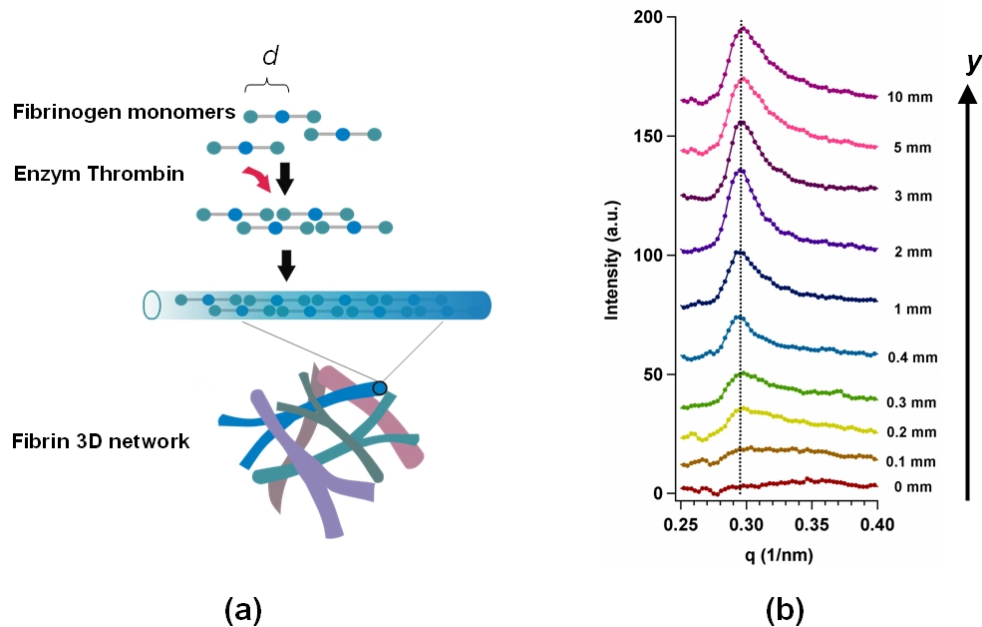 d
Fibrinogen monomers
Enzym Thrombin
Fibrin 3D network
(a)
200
150
100
50
0
Intensity (a.u.)
0.25 0.30 0.35 0.40
q (1/nm)
10 mm
5 mm
3 mm
2 mm
1 mm
0.4 mm
0.3 mm
0.2 mm
0.1 mm
0 mm
y
(b)